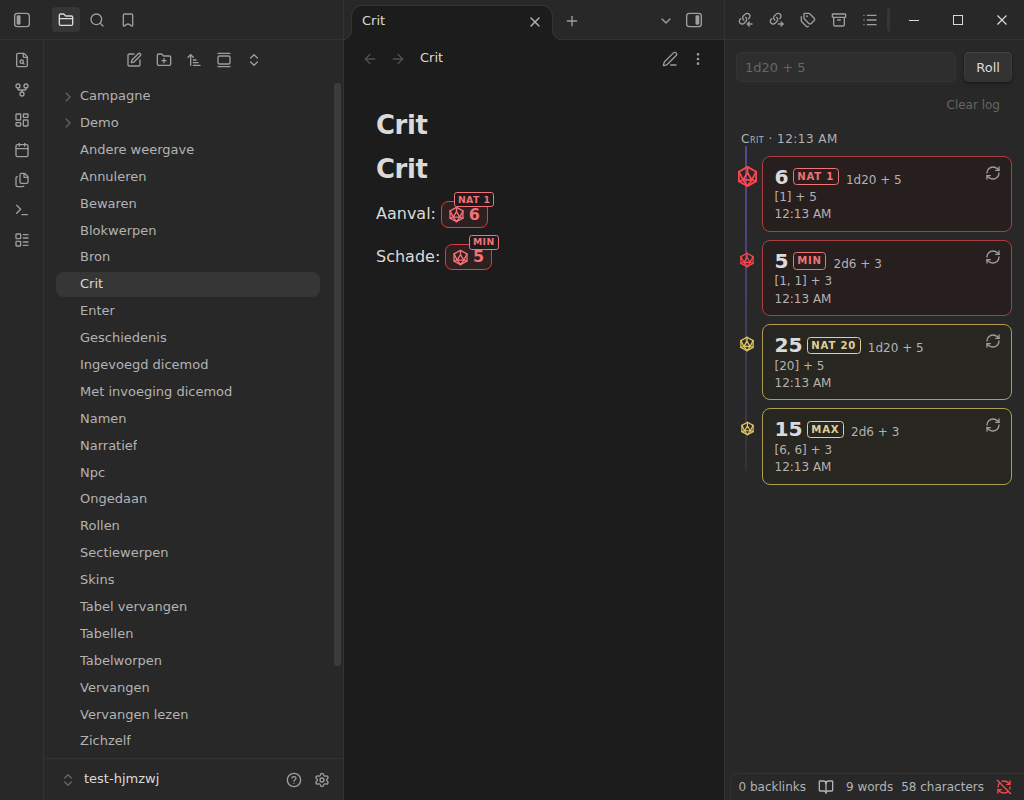 Campagne
Demo
Andere weergave
Annuleren
Bewaren
Blokwerpen
Bron
Crit
Enter
Geschiedenis
Ingevoegd dicemod
Met invoeging dicemod
Namen
Narratief
Npc
Ongedaan
Rollen
Sectiewerpen
Skins
Tabel vervangen
Tabellen
Tabelworpen
Vervangen
Vervangen lezen
Zichzelf
test-hjmzwj
Crit
Crit
Crit
Crit
NAT 1
Aanval: 6
MIN
Schade: 5
1d20 + 5
Roll
Clear log
Crit · 12:13 AM
6 NAT 1 1d20 + 5
[1] + 5
12:13 AM
5 MIN 2d6 + 3
[1, 1] + 3
12:13 AM
25 NAT 20 1d20 + 5
[20] + 5
12:13 AM
15 MAX 2d6 + 3
[6, 6] + 3
12:13 AM
0 backlinks 9 words 58 characters